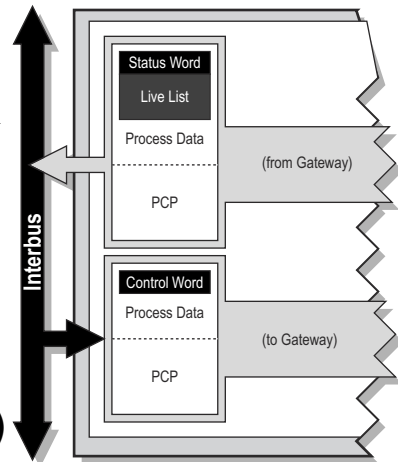 Status Word
Live List
Process Data
PCP
(from Gateway)
Interbus
Control Word
Process Data
PCP
(to Gateway)